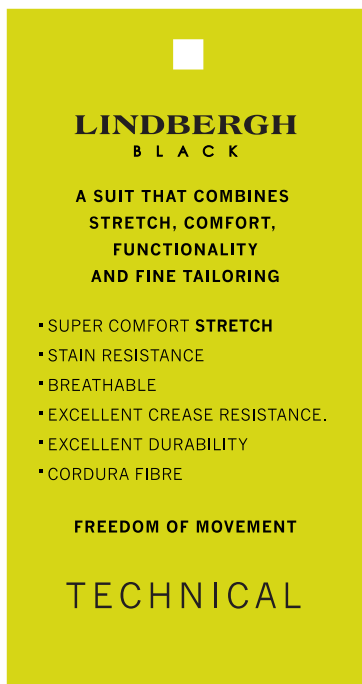 LINDBERGH
BLACK
A SUIT THAT COMBINES
STRETCH, COMFORT,
FUNCTIONALITY
AND FINE TAILORING
▪ SUPER COMFORT STRETCH
▪ STAIN RESISTANCE
▪ BREATHABLE
▪ EXCELLENT CREASE RESISTANCE.
▪ EXCELLENT DURABILITY
▪ CORDURA FIBRE
FREEDOM OF MOVEMENT
TECHNICAL